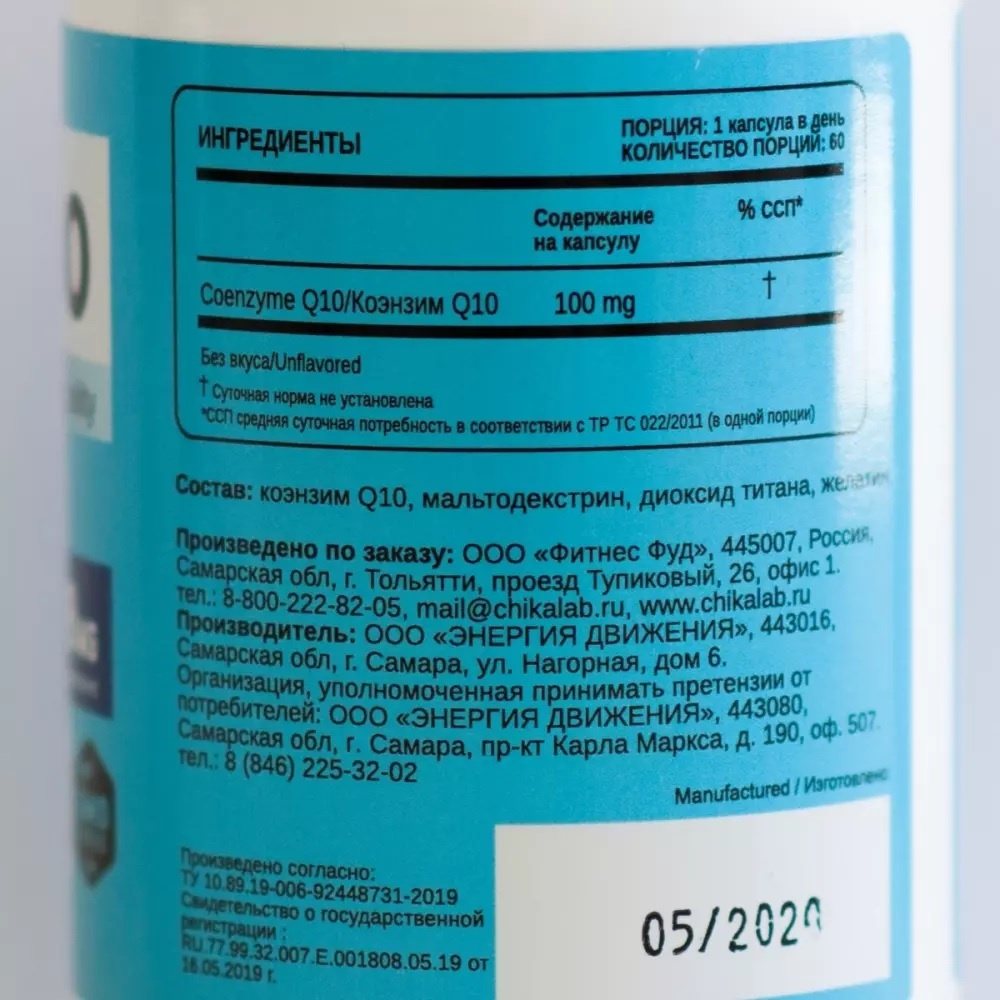 ИНГРЕДИЕНТЫ
ПОРЦИЯ: 1 капсула в день
КОЛИЧЕСТВО ПОРЦИЙ: 60
Содержание
на капсулу
% ССП*
Coenzyme Q10/Коэнзим Q10 100 mg †
Без вкуса/Unflavored
† Суточная норма не установлена
*ССП средняя суточная потребность в соответствии с ТР ТС 022/2011 (в одной порции)
Состав: коэнзим Q10, мальтодекстрин, диоксид титана, желатин
Произведено по заказу: ООО «Фитнес Фуд», 445007, Россия,
Самарская обл, г. Тольятти, проезд Тупиковый, 26, офис 1.
тел.: 8-800-222-82-05, mail@chikalab.ru, www.chikalab.ru
Производитель: ООО «ЭНЕРГИЯ ДВИЖЕНИЯ», 443016,
Самарская обл, г. Самара, ул. Нагорная, дом 6.
Организация, уполномоченная принимать претензии от
потребителей: ООО «ЭНЕРГИЯ ДВИЖЕНИЯ», 443080,
Самарская обл, г. Самара, пр-кт Карла Маркса, д. 190, оф. 507.
тел.: 8 (846) 225-32-02
Manufactured / Изготовлено
05/2020
Произведено согласно:
ТУ 10.89.19-006-92448731-2019
Свидетельство о государственной
регистрации :
RU.77.99.32.007.E.001808.05.19 от
16.05.2019 г.